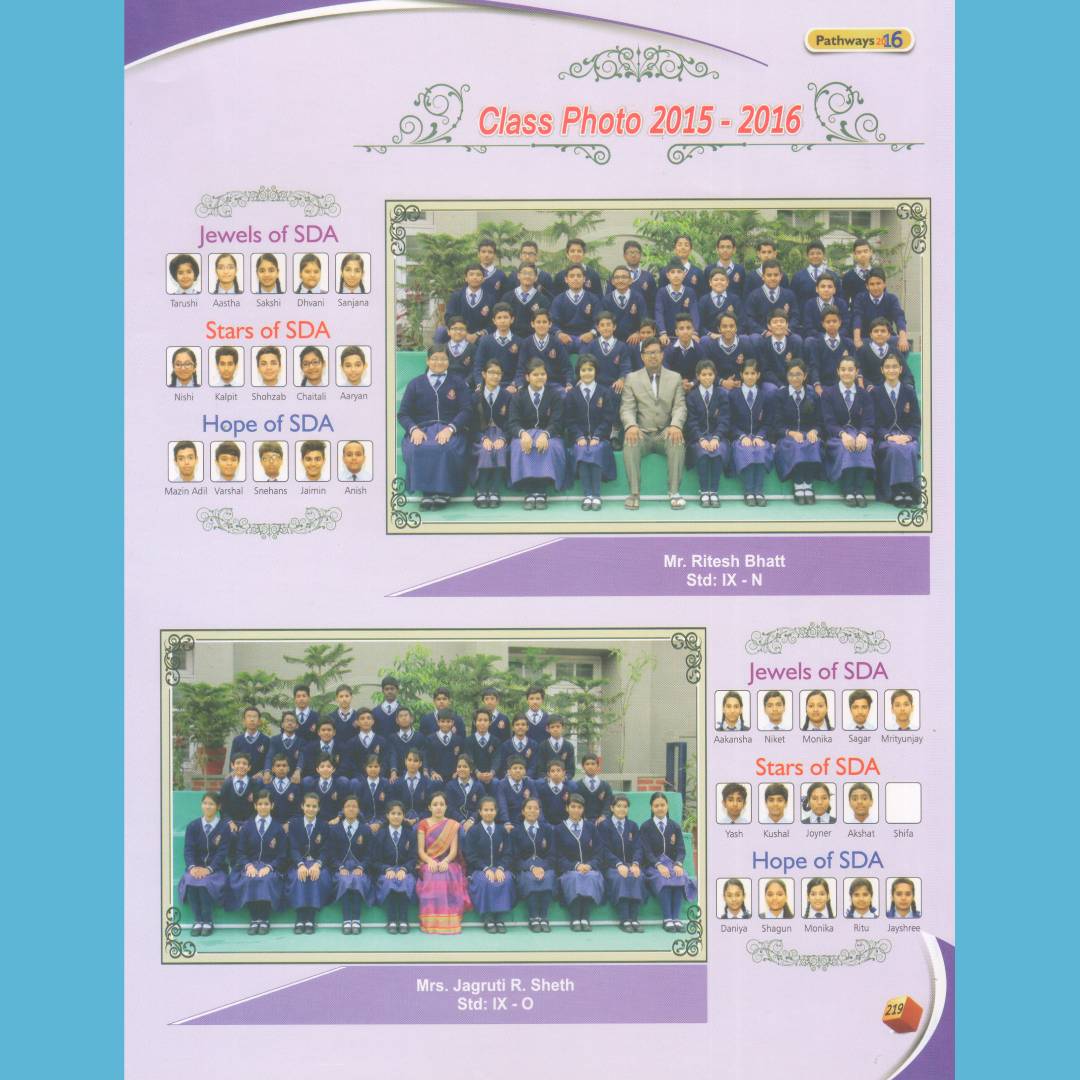 Pathways 2016
Class Photo 2015 - 2016
Jewels of SDA
Tarushi Aastha Sakshi Dhvani Sanjana
Stars of SDA
Nishi Kalpit Shohzab Chaitali Aaryan
Hope of SDA
Mazin Adil Varshal Snehans Jaimin Anish
Mr. Ritesh Bhatt
Std: IX - N
Jewels of SDA
Aakansha Niket Monika Sagar Mrityunjay
Stars of SDA
Yash Kushal Joyner Akshat Shifa
Hope of SDA
Daniya Shagun Monika Ritu Jayshree
Mrs. Jagruti R. Sheth
Std: IX - O
219